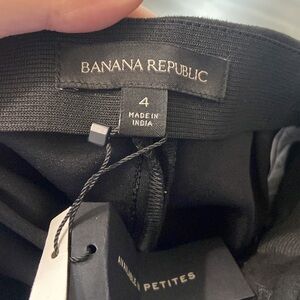 BANANA REPUBLIC
4
MADE IN
INDIA
PETITES